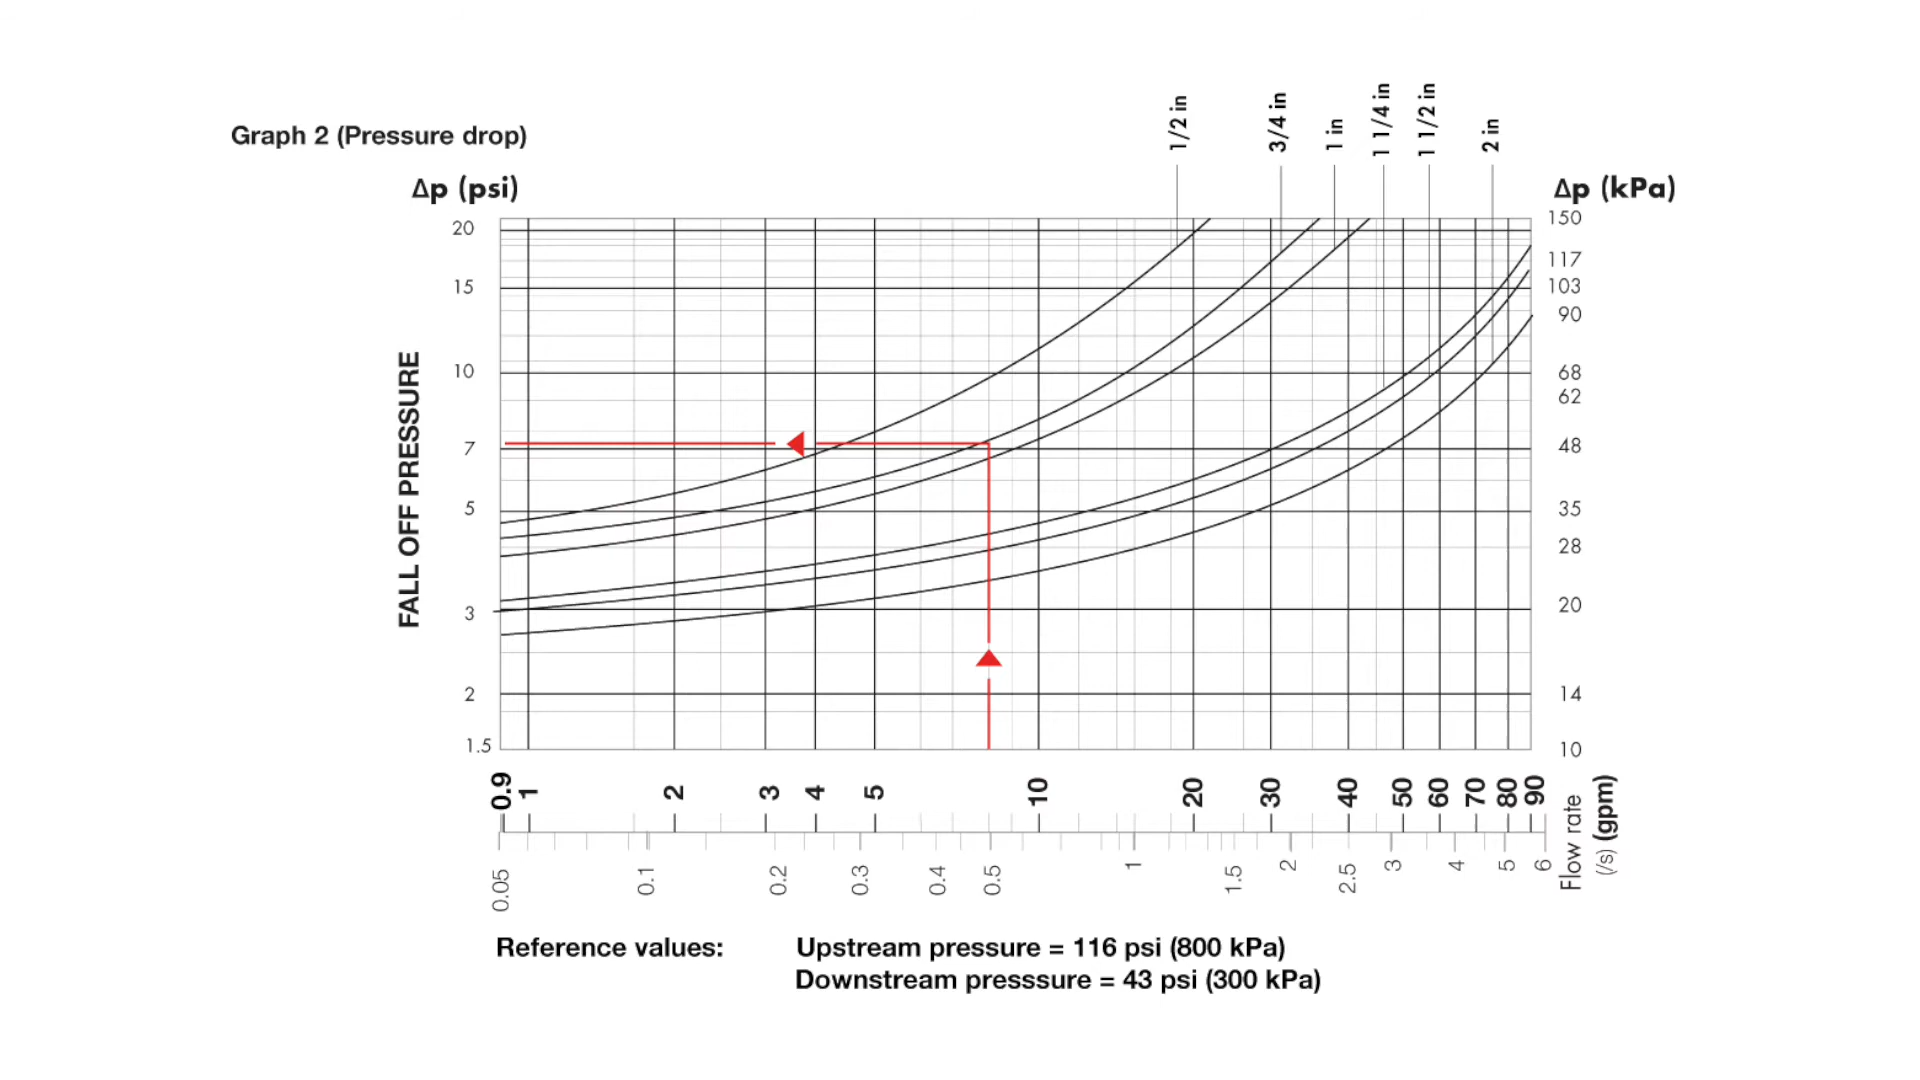 1/2 in
3/4 in
1 in
1 1/4 in
1 1/2 in
2 in
Graph 2 (Pressure drop)
Δp (psi)
Δp (kPa)
20
15
10
7
5
3
2
1.5
FALL OFF PRESSURE
150
117
103
90
68
62
48
35
28
20
14
10
0.9 1 2 3 4 5 10 20 30 40 50 60 70 80 90
(gpm)
Flow rate
(/s)
0.05 0.1 0.2 0.3 0.4 0.5 1 1.5 2 2.5 3 4 5 6
Reference values: Upstream pressure = 116 psi (800 kPa)
Downstream presssure = 43 psi (300 kPa)